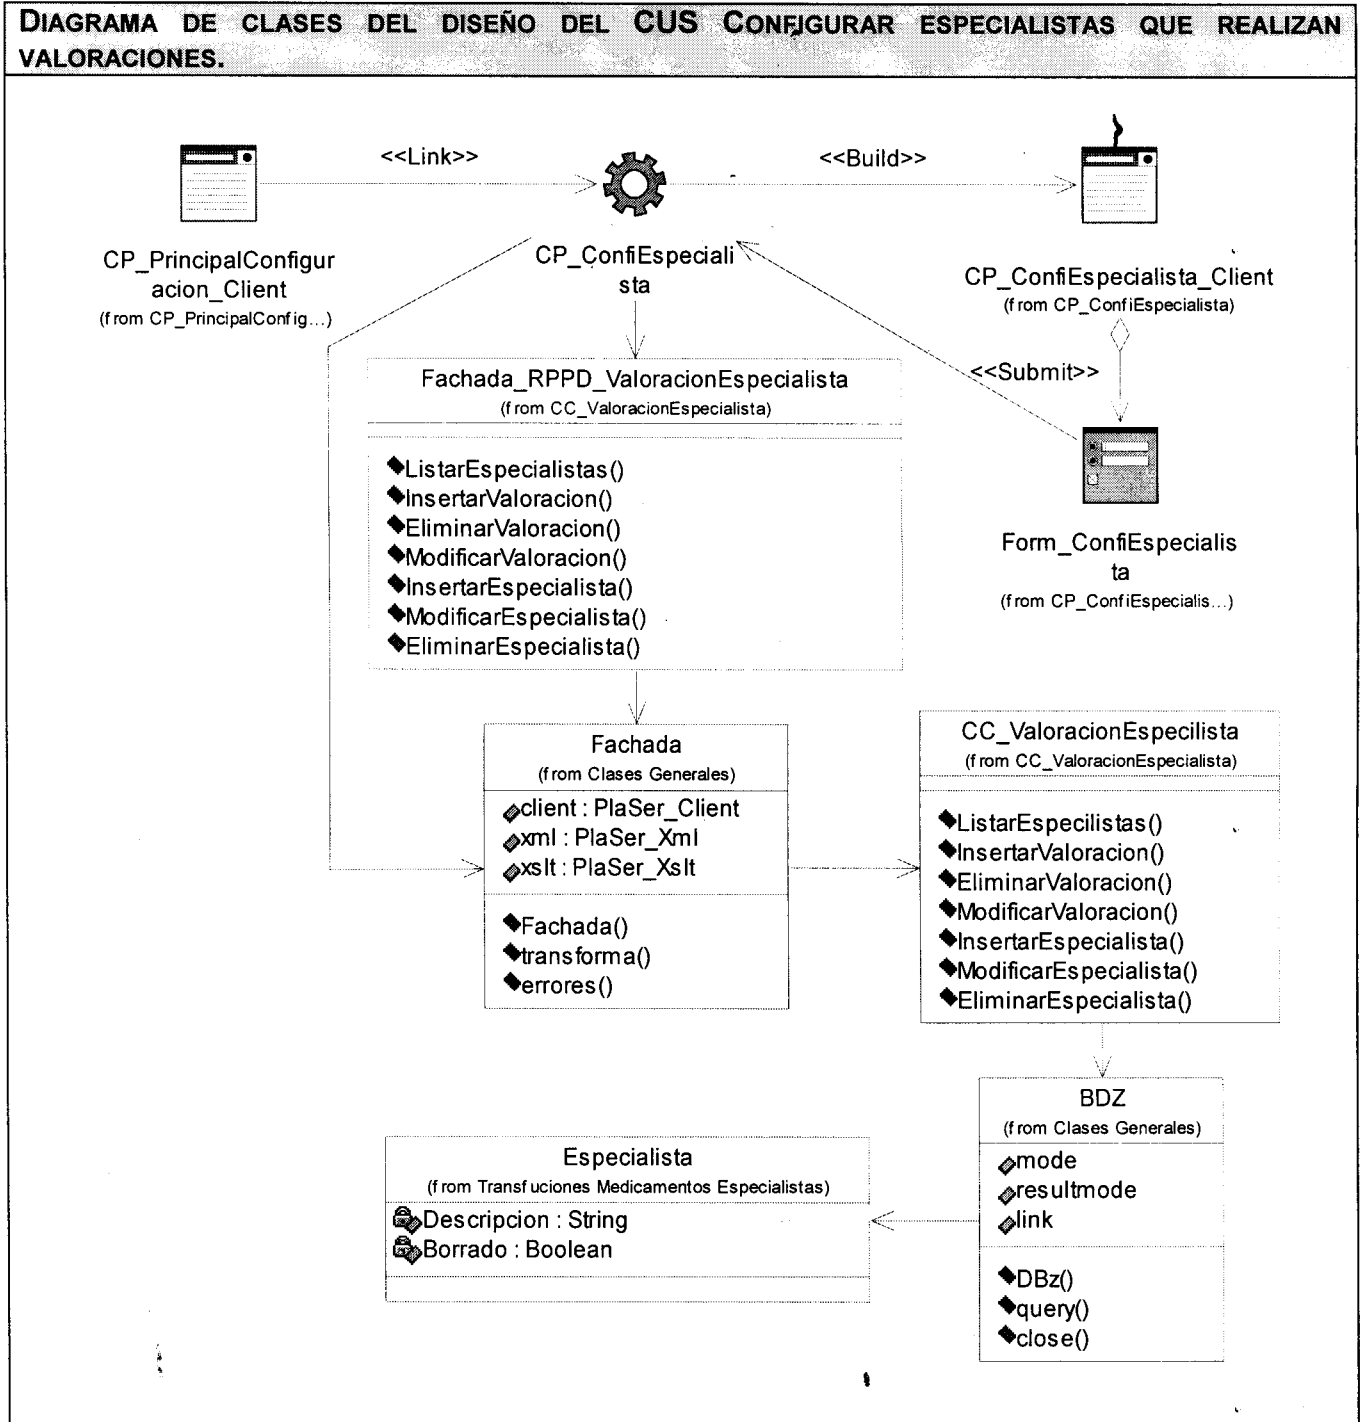 DIAGRAMA DE CLASES DEL DISEÑO DEL CUS CONFIGURAR ESPECIALISTAS QUE REALIZAN
VALORACIONES.
<<Link>>
<<Build>>
CP_PrincipalConfigur
acion_Client
(from CP_PrincipalConfig...)
CP_ConfiEspeciali
sta
CP_ConfiEspecialista_Client
(from CP_ConfiEspecialista)
<<Submit>>
Form_ConfiEspecialis
ta
(from CP_ConfiEspecialis...)
Fachada_RPPD_ValoracionEspecialista
(from CC_ValoracionEspecialista)
ListarEspecialistas()
InsertarValoracion()
EliminarValoracion()
ModificarValoracion()
InsertarEspecialista()
ModificarEspecialista()
EliminarEspecialista()
Fachada
(from Clases Generales)
client : PlaSer_Client
xml : PlaSer_Xml
xslt : PlaSer_Xslt
Fachada()
transforma()
errores()
CC_ValoracionEspecilista
(from CC_ValoracionEspecialista)
ListarEspecilistas()
InsertarValoracion()
EliminarValoracion()
ModificarValoracion()
InsertarEspecialista()
ModificarEspecialista()
EliminarEspecialista()
BDZ
(from Clases Generales)
mode
resultmode
link
DBz()
query()
close()
Especialista
(from Transfuciones Medicamentos Especialistas)
Descripcion : String
Borrado : Boolean